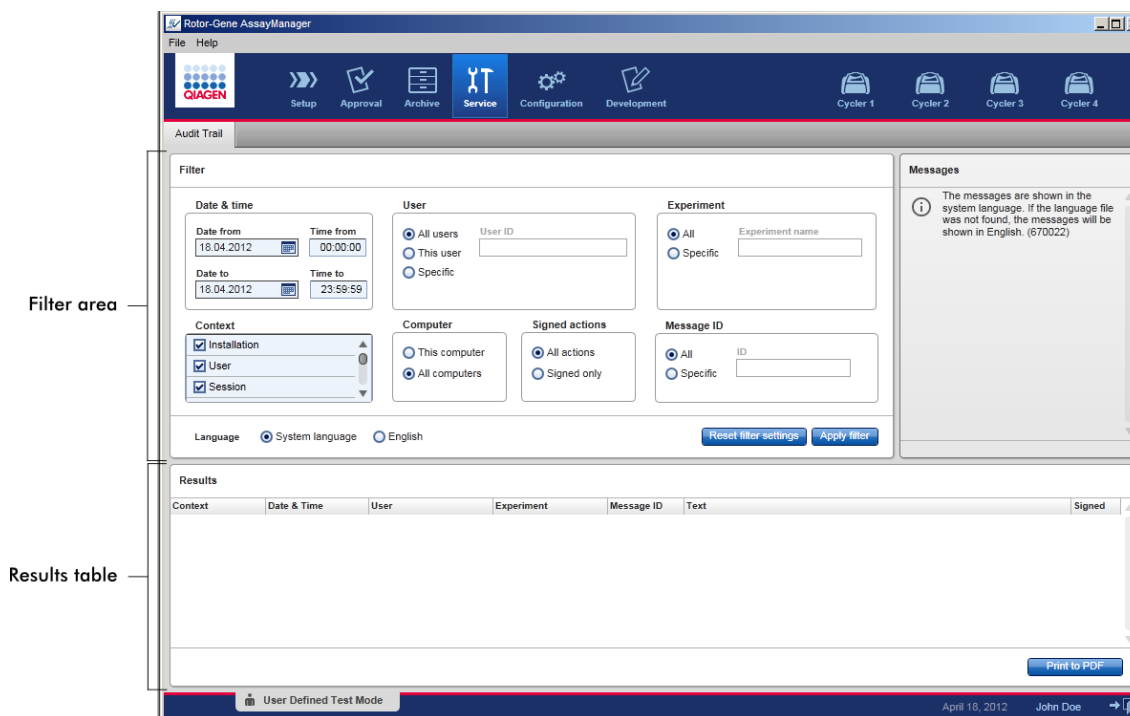 Rotor-Gene AssayManager
File Help
QIAGEN
Setup Approval Archive Service Configuration Development Cycler 1 Cycler 2 Cycler 3 Cycler 4
Audit Trail
Filter area
Filter
Date & time
Date from Time from
18.04.2012 00:00:00
Date to Time to
18.04.2012 23:59:59
User
All users User ID
This user
Specific
Experiment
All Experiment name
Specific
Context
Installation
User
Session
Computer
This computer
All computers
Signed actions
All actions
Signed only
Message ID
All ID
Specific
Language System language English
Reset filter settings Apply filter
Messages
The messages are shown in the
system language. If the language file
was not found, the messages will be
shown in English. (670022)
Results table
Results
Context Date & Time User Experiment Message ID Text Signed
Print to PDF
User Defined Test Mode April 18, 2012 John Doe